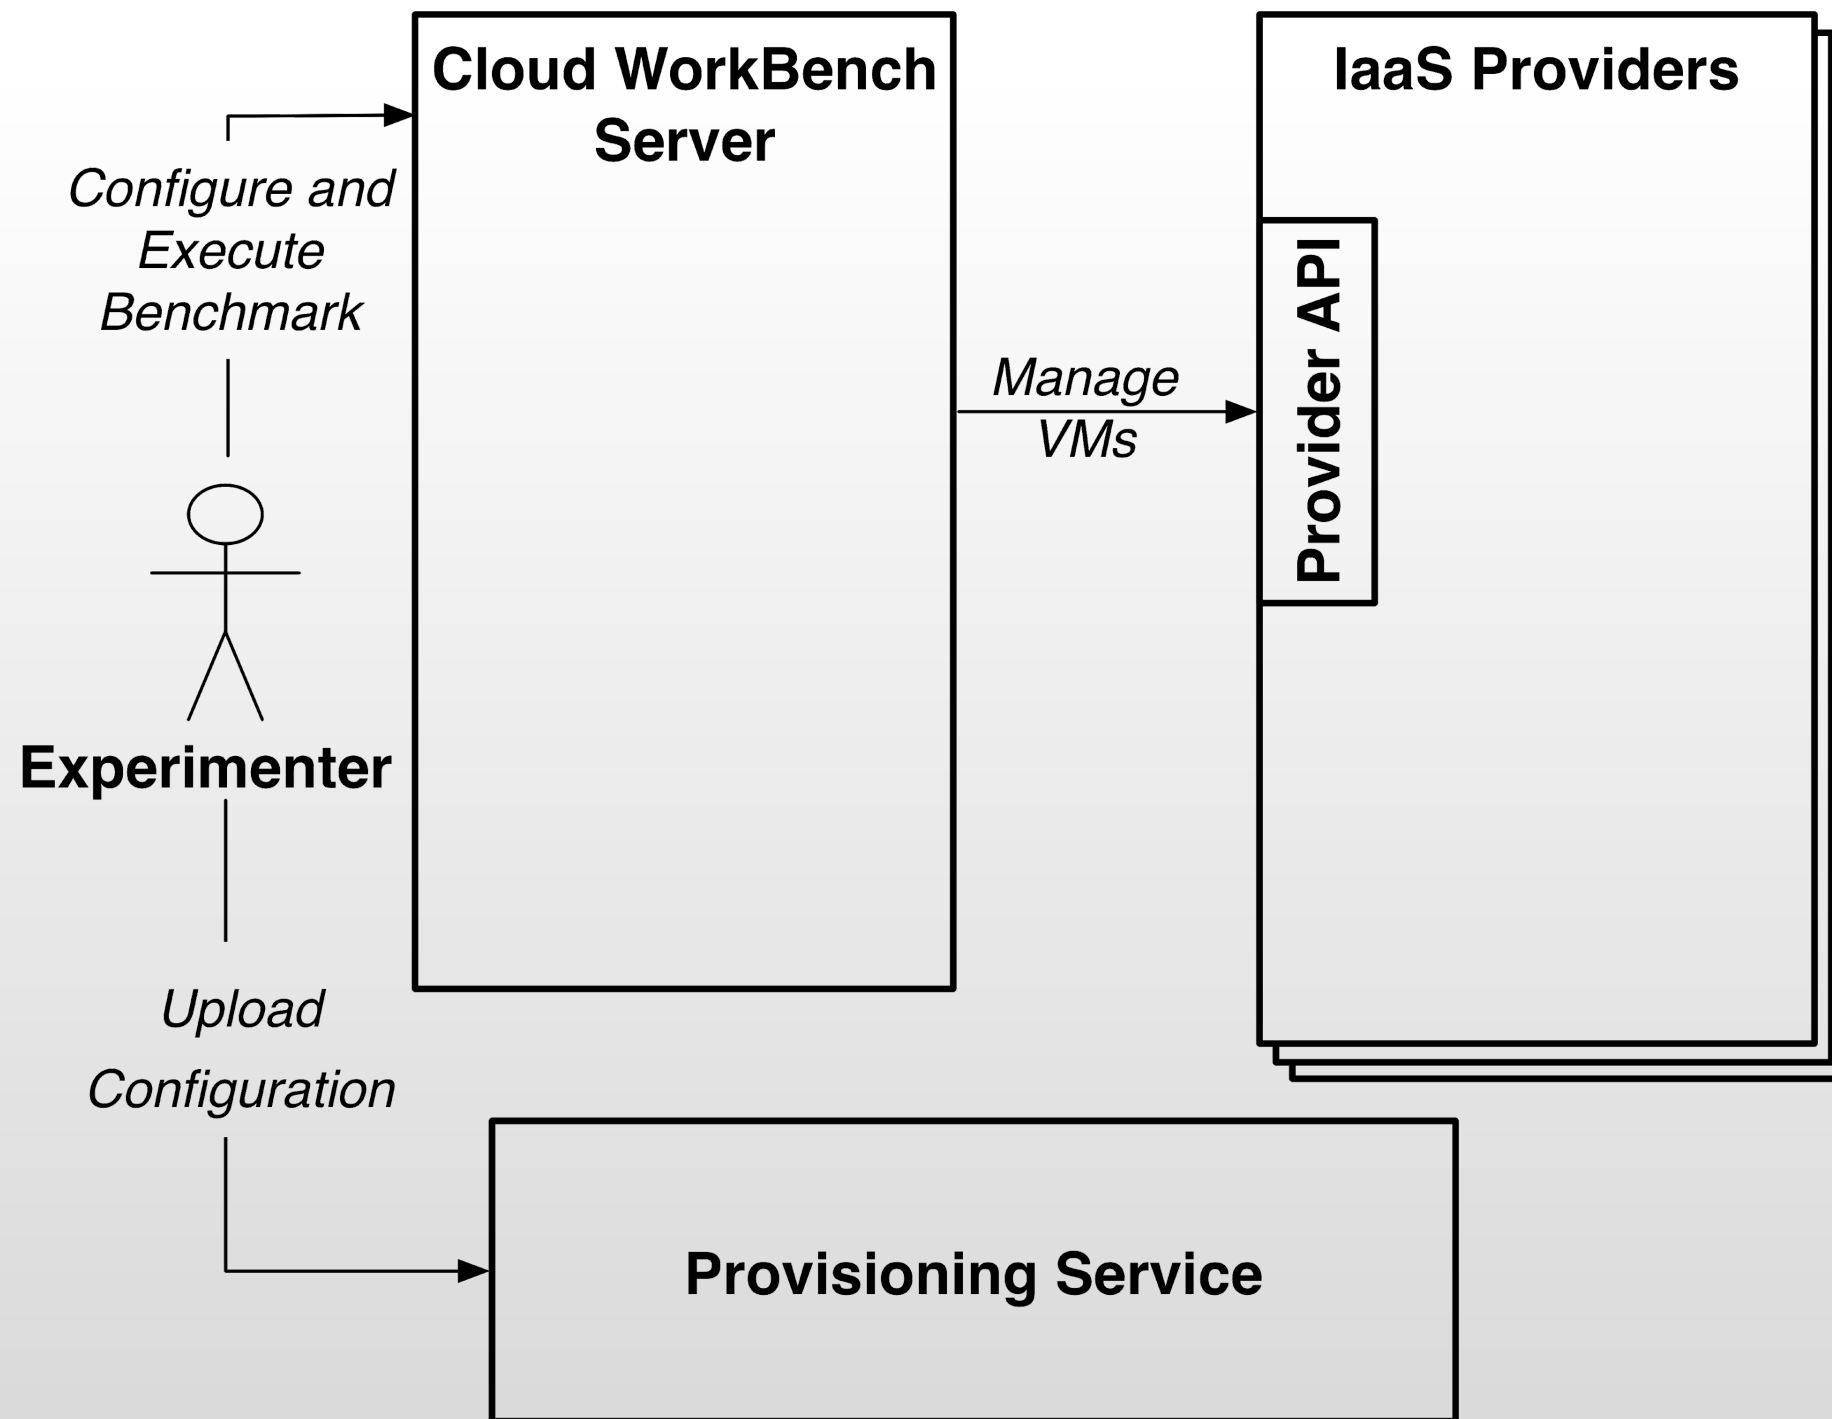 Cloud WorkBench
Server
IaaS Providers
Configure and
Execute
Benchmark
Manage
VMs
Provider API
Experimenter
Upload
Configuration
Provisioning Service